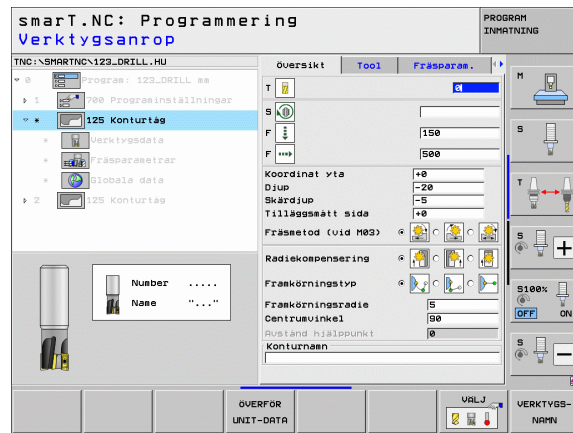 smarT.NC: Programmering
Verktygsanrop
PROGRAM
INMATNING
TNC:\SMARTNC\123_DRILL.HU
0 Program: 123_DRILL mm
1 700 Programinställningar
* 125 Konturtåg
* Verktygsdata
* Fräsparametrar
* Globala data
2 125 Konturtåg
Number .....
Name "..."
Översikt
Tool
Fräsparam.
T 0
S
F 150
F 500
Koordinat yta +0
Djup -20
Skärdjup -5
Tilläggsmått sida +0
Fräsmetod (vid M03)
Radiekompensering
Framkörningstyp
Framkörningsradie 5
Centrumvinkel 90
Avstånd hjälppunkt 0
Konturnamn
M
S
T
S
S100%
OFF ON
S
ÖVERFÖR
UNIT-DATA
VÄLJ
VERKTYGS-
NAMN